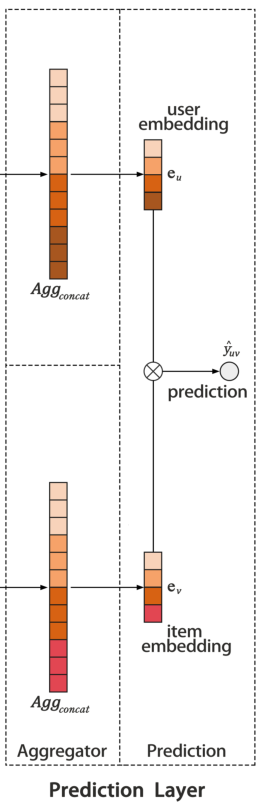 user
embedding
e_u
Agg_concat
ŷ_uv
prediction
e_v
item
embedding
Agg_concat
Aggregator
Prediction
Prediction Layer